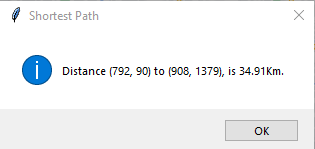 Shortest Path
Distance (792, 90) to (908, 1379), is 34.91Km.
OK